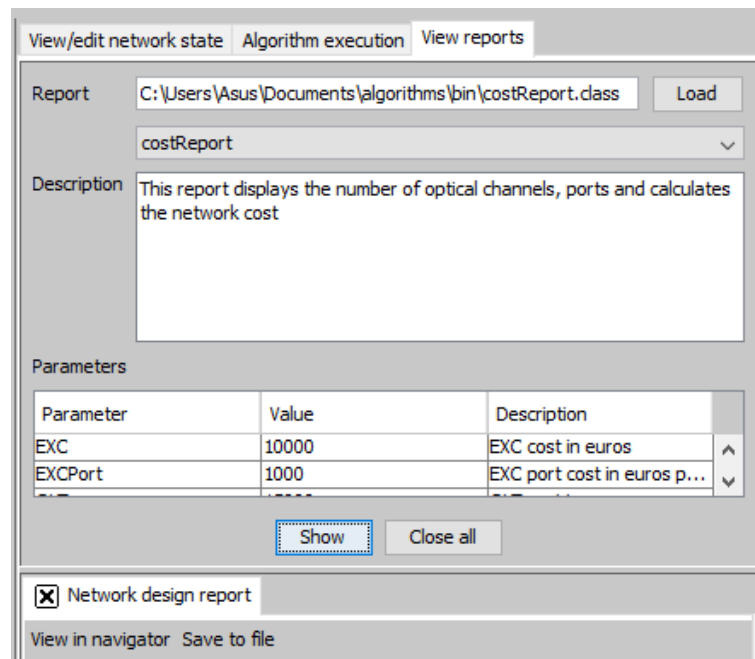 View/edit network state Algorithm execution View reports
Report C:\Users\Asus\Documents\algorithms\bin\costReport.class Load
costReport
Description This report displays the number of optical channels, ports and calculates
the network cost
Parameters
Parameter Value Description
EXC 10000 EXC cost in euros
EXCPort 1000 EXC port cost in euros p...
Show Close all
Network design report
View in navigator Save to file